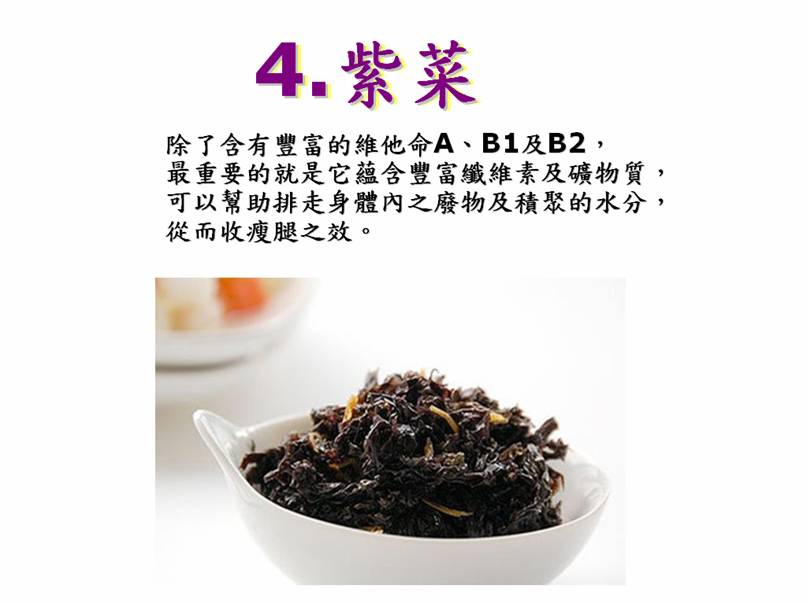 4.紫菜
除了含有豐富的維他命A、B1及B2，
最重要的就是它蘊含豐富纖維素及礦物質，
可以幫助排走身體內之廢物及積聚的水分，
從而收瘦腿之效。